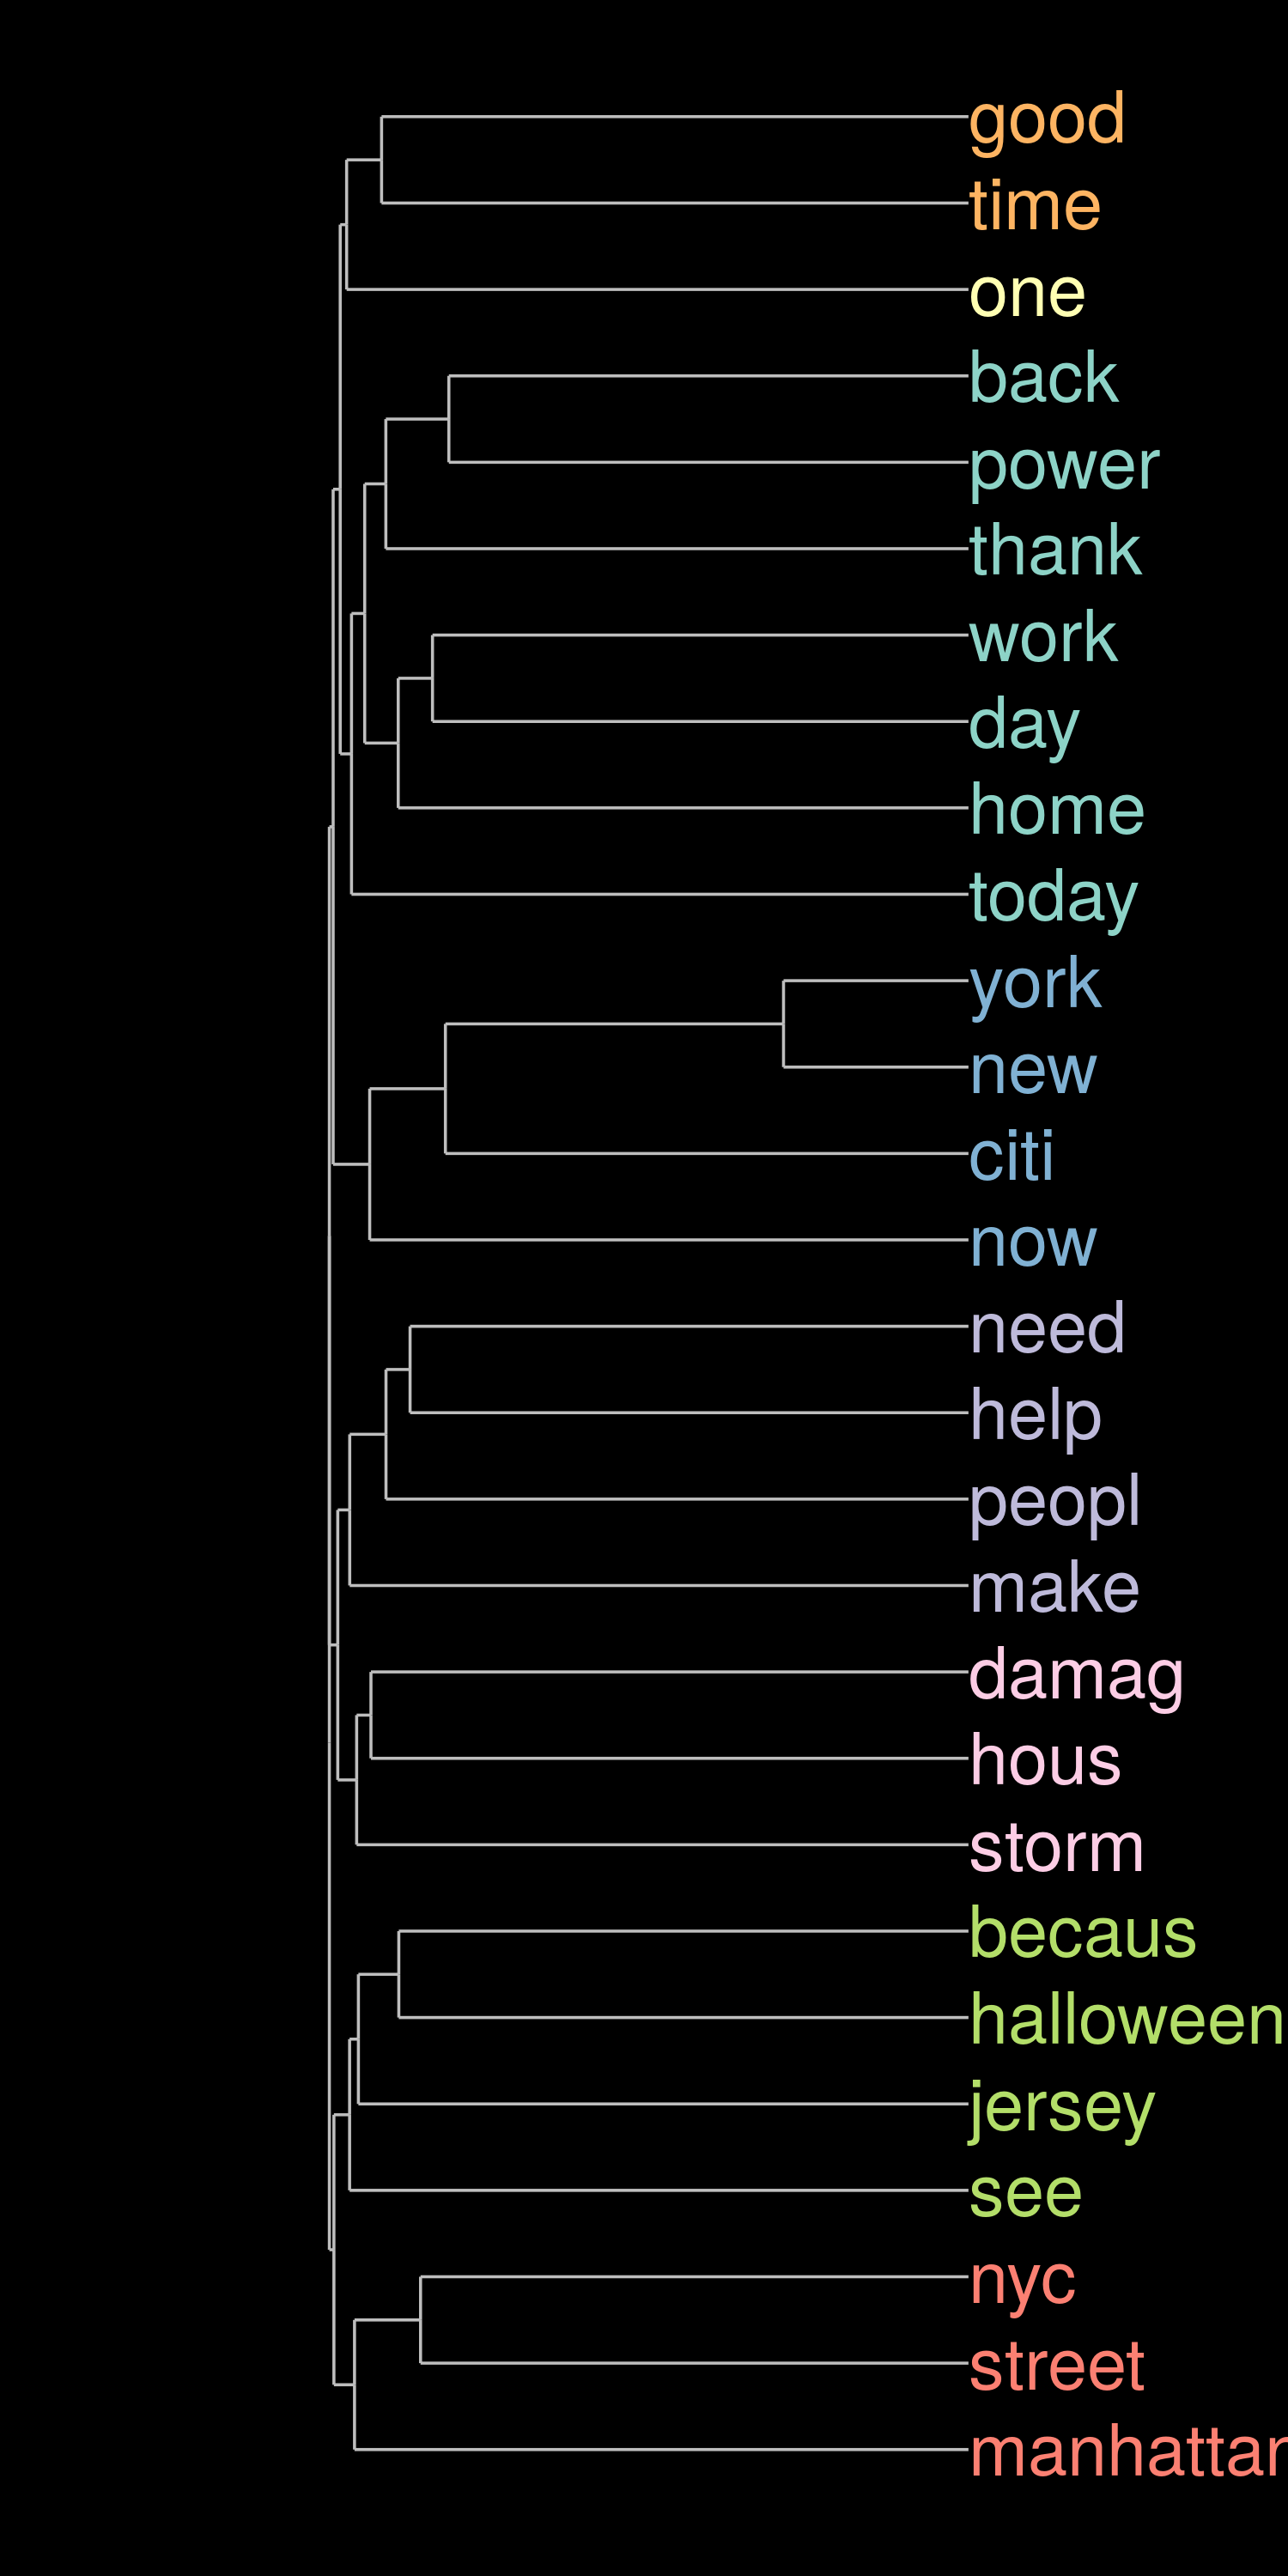 good
time
one
back
power
thank
work
day
home
today
york
new
citi
now
need
help
peopl
make
damag
hous
storm
becaus
halloween
jersey
see
nyc
street
manhattan